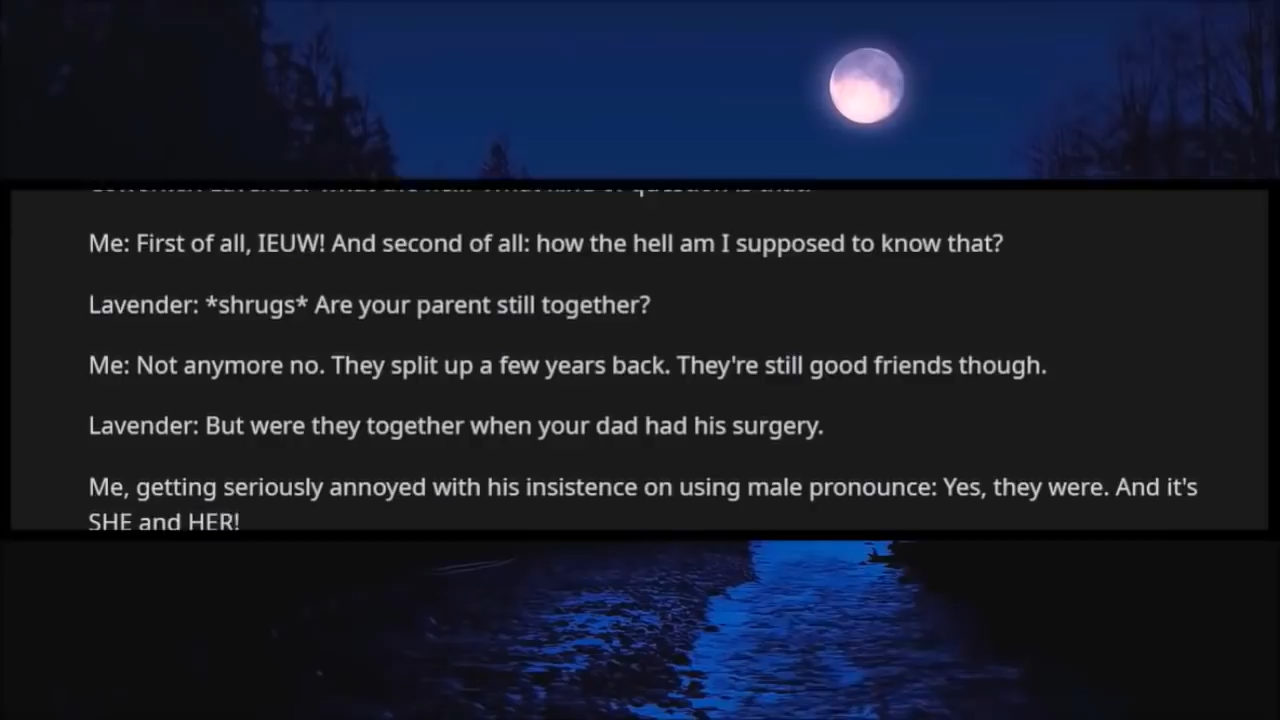 Me: First of all, IEUW! And second of all: how the hell am I supposed to know that?
Lavender: *shrugs* Are your parent still together?
Me: Not anymore no. They split up a few years back. They're still good friends though.
Lavender: But were they together when your dad had his surgery.
Me, getting seriously annoyed with his insistence on using male pronounce: Yes, they were. And it's
SHE and HER!